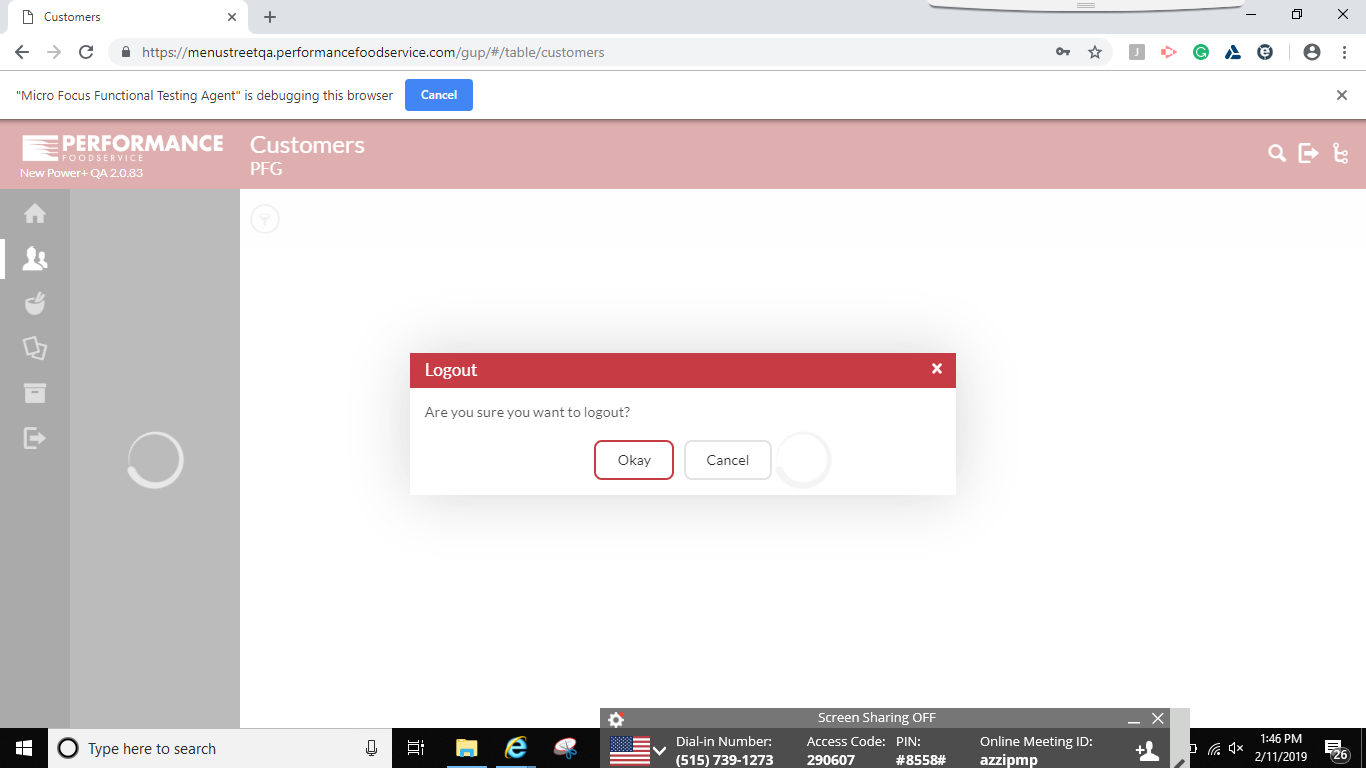 Customers
https://menustreetqa.performancefoodservice.com/gup/#/table/customers
J
"Micro Focus Functional Testing Agent" is debugging this browser
Cancel
PERFORMANCE
FOODSERVICE
New Power+ QA 2.0.83
Customers
PFG
Logout
Are you sure you want to logout?
Okay
Cancel
Screen Sharing OFF
Dial-in Number:
(515) 739-1273
Access Code:
290607
PIN:
#8558#
Online Meeting ID:
azzipmp
Type here to search
1:46 PM
2/11/2019
26